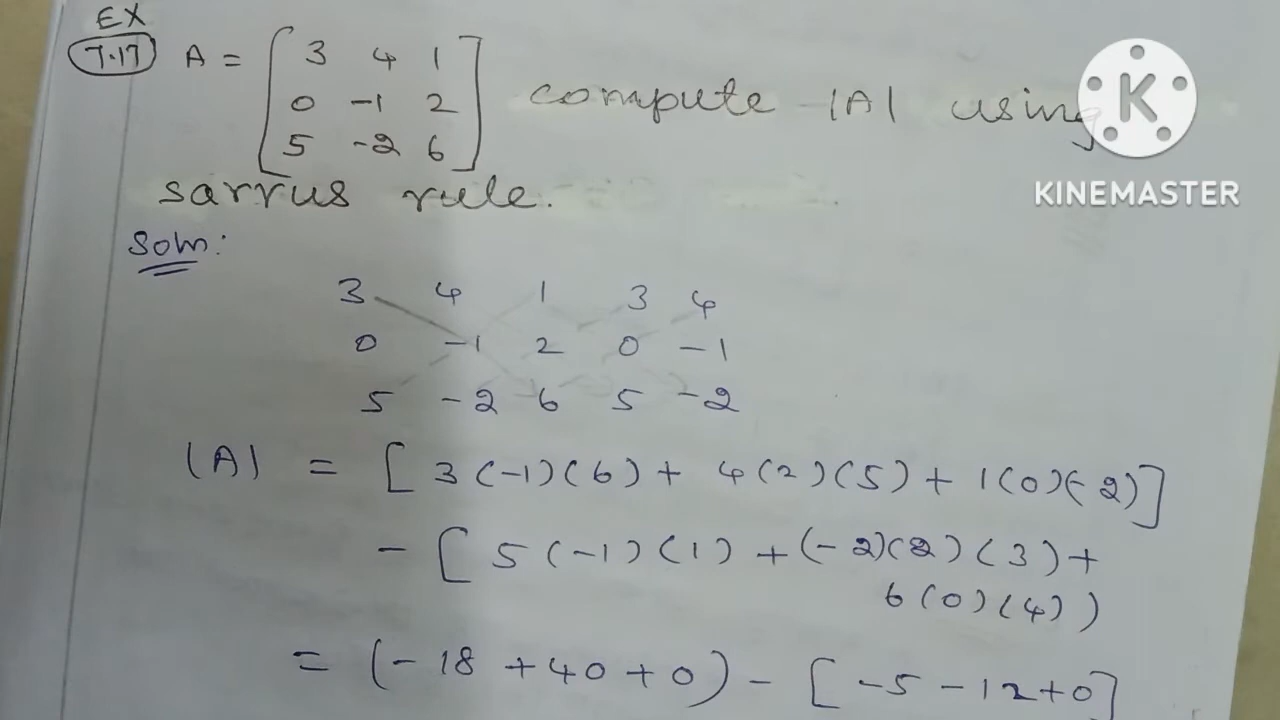 EX
7.17 A = [ 3 4 1
0 -1 2
5 -2 6 ] compute |A| using
sarrus rule.
Soln:
3 4 1 3 4
0 -1 2 0 -1
5 -2 6 5 -2
|A| = [ 3(-1)(6) + 4(2)(5) + 1(0)(-2)]
- [ 5(-1)(1) + (-2)(2)(3) +
6(0)(4))
= (-18 + 40 + 0) - [-5 - 12 + 0]
K
KINEMASTER